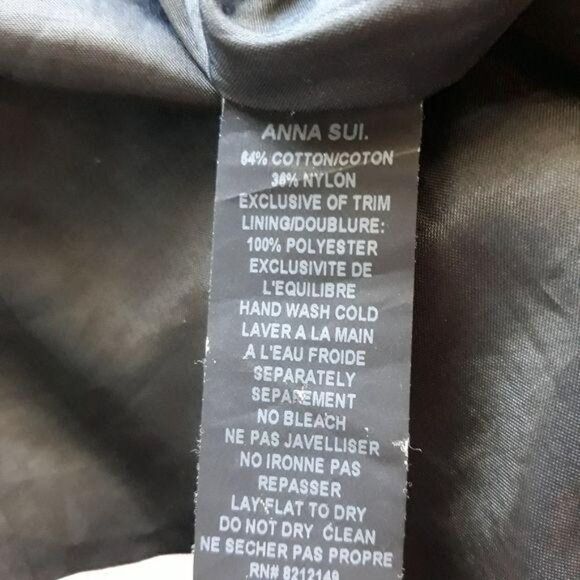 ANNA SUI.
64% COTTON/COTON
36% NYLON
EXCLUSIVE OF TRIM
LINING/DOUBLURE:
100% POLYESTER
EXCLUSIVITE DE
L'EQUILIBRE
HAND WASH COLD
LAVER A LA MAIN
A L'EAU FROIDE
SEPARATELY
SEPAREMENT
NO BLEACH
NE PAS JAVELLISER
NO IRONNE PAS
REPASSER
LAY FLAT TO DRY
DO NOT DRY CLEAN
NE SECHER PAS PROPRE
RN# 8212149